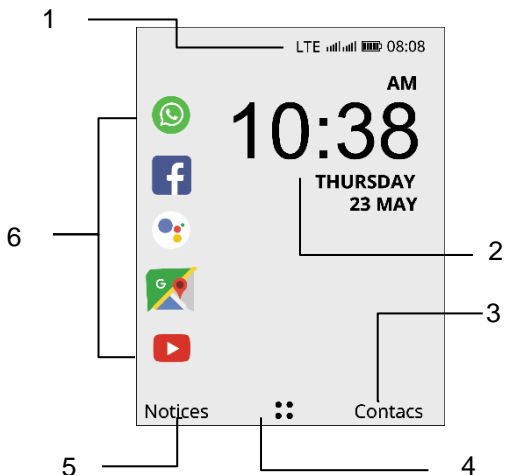 1
LTE 08:08
AM
10:38
THURSDAY
23 MAY
6
2
3
G
Notices Contacs
5
4